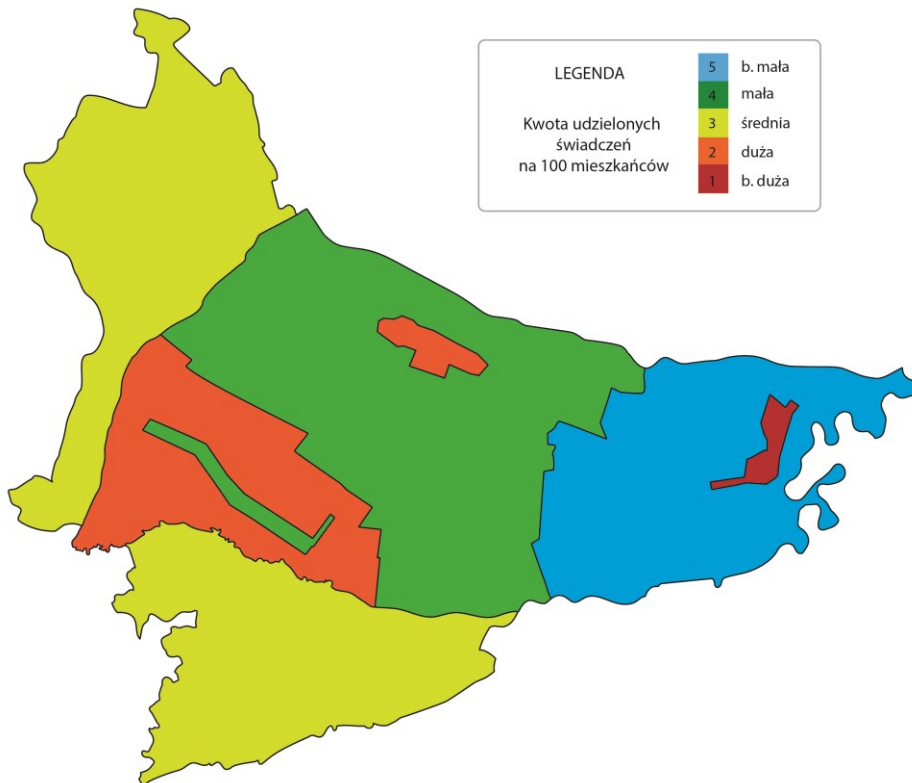 LEGENDA
Kwota udzielonych
świadczeń
na 100 mieszkańców
5 b. mała
4 mała
3 średnia
2 duża
1 b. duża